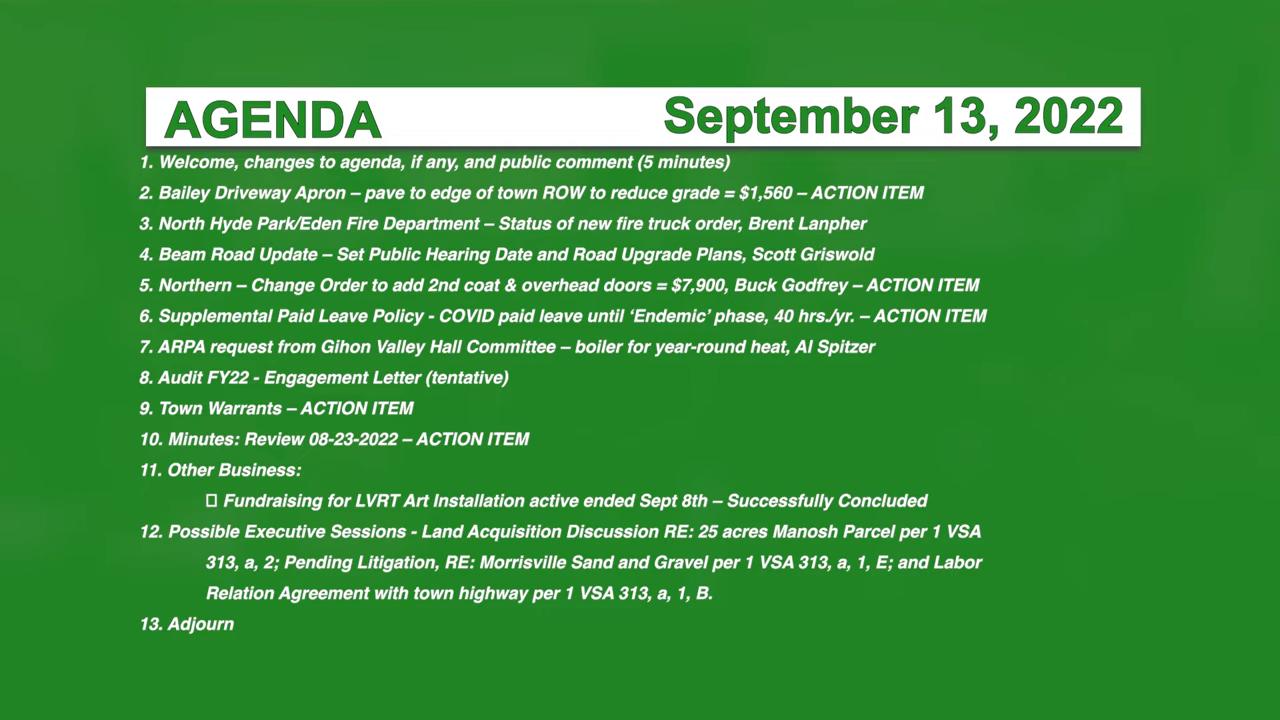 AGENDA September 13, 2022
1. Welcome, changes to agenda, if any, and public comment (5 minutes)
2. Bailey Driveway Apron – pave to edge of town ROW to reduce grade = $1,560 – ACTION ITEM
3. North Hyde Park/Eden Fire Department – Status of new fire truck order, Brent Lanpher
4. Beam Road Update – Set Public Hearing Date and Road Upgrade Plans, Scott Griswold
5. Northern – Change Order to add 2nd coat & overhead doors = $7,900, Buck Godfrey – ACTION ITEM
6. Supplemental Paid Leave Policy - COVID paid leave until ‘Endemic’ phase, 40 hrs./yr. – ACTION ITEM
7. ARPA request from Gihon Valley Hall Committee – boiler for year-round heat, Al Spitzer
8. Audit FY22 - Engagement Letter (tentative)
9. Town Warrants – ACTION ITEM
10. Minutes: Review 08-23-2022 – ACTION ITEM
11. Other Business:
☐ Fundraising for LVRT Art Installation active ended Sept 8th – Successfully Concluded
12. Possible Executive Sessions - Land Acquisition Discussion RE: 25 acres Manosh Parcel per 1 VSA
313, a, 2; Pending Litigation, RE: Morrisville Sand and Gravel per 1 VSA 313, a, 1, E; and Labor
Relation Agreement with town highway per 1 VSA 313, a, 1, B.
13. Adjourn